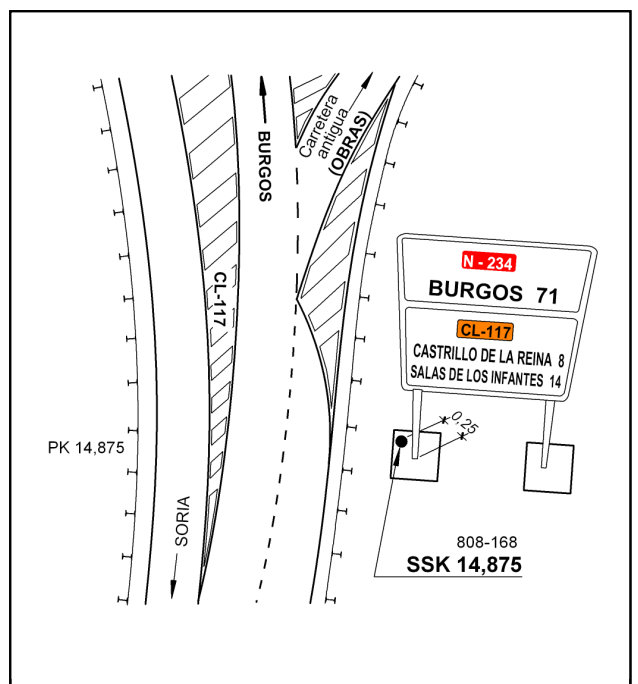 Carretera
antigua
(OBRAS)
BURGOS
CL-117
N - 234
BURGOS 71
CL-117
CASTRILLO DE LA REINA 8
SALAS DE LOS INFANTES 14
0,25
PK 14,875
SORIA
808-168
SSK 14,875